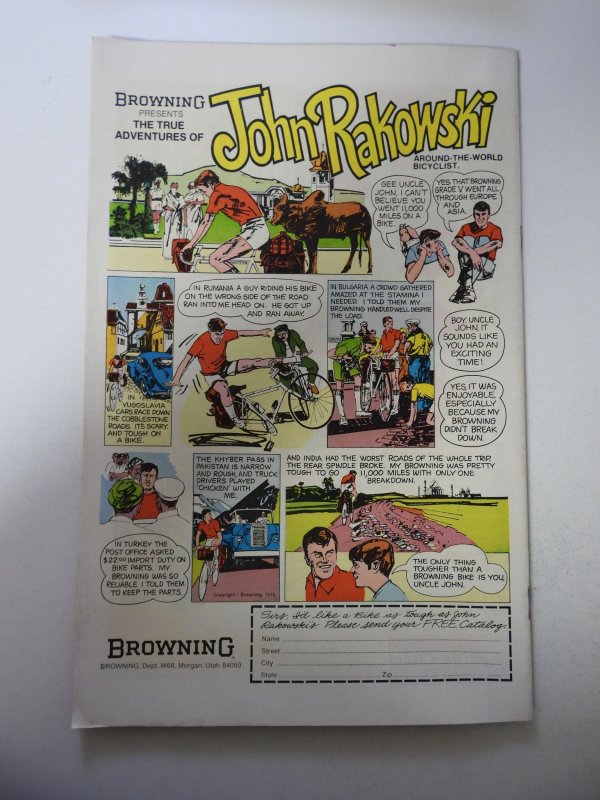 BROWNING
PRESENTS
THE TRUE
ADVENTURES OF
John Rakowski
AROUND-THE-WORLD
BICYCLIST.
GEE UNCLE
JOHN, I CAN'T
BELIEVE YOU
WENT 11,000
MILES ON A
BIKE.
YES THAT BROWNING
GRADE V WENT ALL
THROUGH EUROPE
AND
ASIA.
IN
YUGOSLAVIA
CARS RACE DOWN
THE COBBLESTONE
ROADS. IT'S SCARY
AND TOUGH ON
A BIKE.
IN RUMANIA A GUY RIDING HIS BIKE
ON THE WRONG SIDE OF THE ROAD
RAN INTO ME HEAD ON. HE GOT UP
AND RAN AWAY.
IN BULGARIA A CROWD GATHERED,
AMAZED AT THE STAMINA I
NEEDED. I TOLD THEM MY
BROWNING HANDLED WELL DESPITE
THE LOAD.
BOY, UNCLE
JOHN, IT
SOUNDS LIKE
YOU HAD AN
EXCITING
TIME!
YES, IT WAS
ENJOYABLE,
ESPECIALLY
BECAUSE MY
BROWNING
DIDN'T BREAK
DOWN.
IN TURKEY THE
POST OFFICE ASKED
$22.00 IMPORT DUTY ON
BIKE PARTS. MY
BROWNING WAS SO
RELIABLE I TOLD THEM
TO KEEP THE PARTS.
THE KHYBER PASS IN
PAKISTAN IS NARROW
AND ROUGH, AND TRUCK
DRIVERS PLAYED
"CHICKEN" WITH
ME.
Copyright - Browning, 1975
AND INDIA HAD THE WORST ROADS OF THE WHOLE TRIP.
THE REAR SPINDLE BROKE. MY BROWNING WAS PRETTY
TOUGH TO GO 11,000 MILES WITH ONLY ONE
BREAKDOWN.
THE ONLY THING
TOUGHER THAN A
BROWNING BIKE IS YOU,
UNCLE JOHN.
BROWNING
BROWNING, Dept. W68, Morgan, Utah 84050
Sirs, I'd like a Bike as tough as John
Rakowski's. Please send your FREE Catalog.
Name
Street
City
State Zip